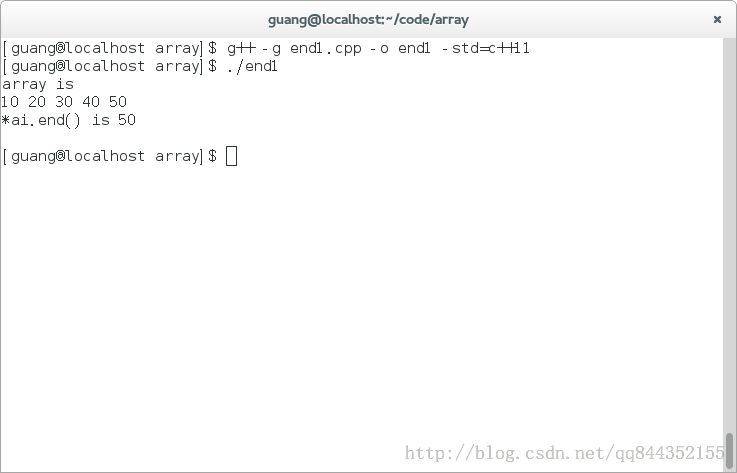 guang@localhost:~/code/array
[guang@localhost array]$ g++ -g end1.cpp -o end1 -std=c++11
[guang@localhost array]$ ./end1
array is
10 20 30 40 50
*ai.end() is 50
[guang@localhost array]$
http://blog.csdn.net/qq844352155